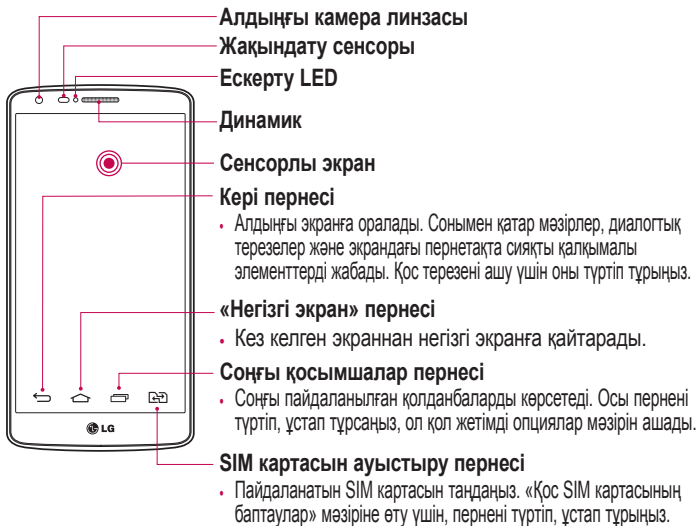 Алдыңғы камера линзасы
Жақындату сенсоры
Ескерту LED
Динамик
Сенсорлы экран
Кері пернесі
• Алдыңғы экранға оралады. Сонымен қатар мәзірлер, диалогтық
терезелер және экрандағы пернетақта сияқты қалқымалы
элементтерді жабады. Қос терезені ашу үшін оны түртіп тұрыңыз.
«Негізгі экран» пернесі
• Кез келген экраннан негізгі экранға қайтарады.
Соңғы қосымшалар пернесі
• Соңғы пайдаланылған қолданбаларды көрсетеді. Осы пернені
түртіп, ұстап тұрсаңыз, ол қол жетімді опциялар мәзірін ашады.
LG
SIM картасын ауыстыру пернесі
• Пайдаланатын SIM картасын таңдаңыз. «Қос SIM картасының
баптаулар» мәзіріне өту үшін, пернені түртіп, ұстап тұрыңыз.